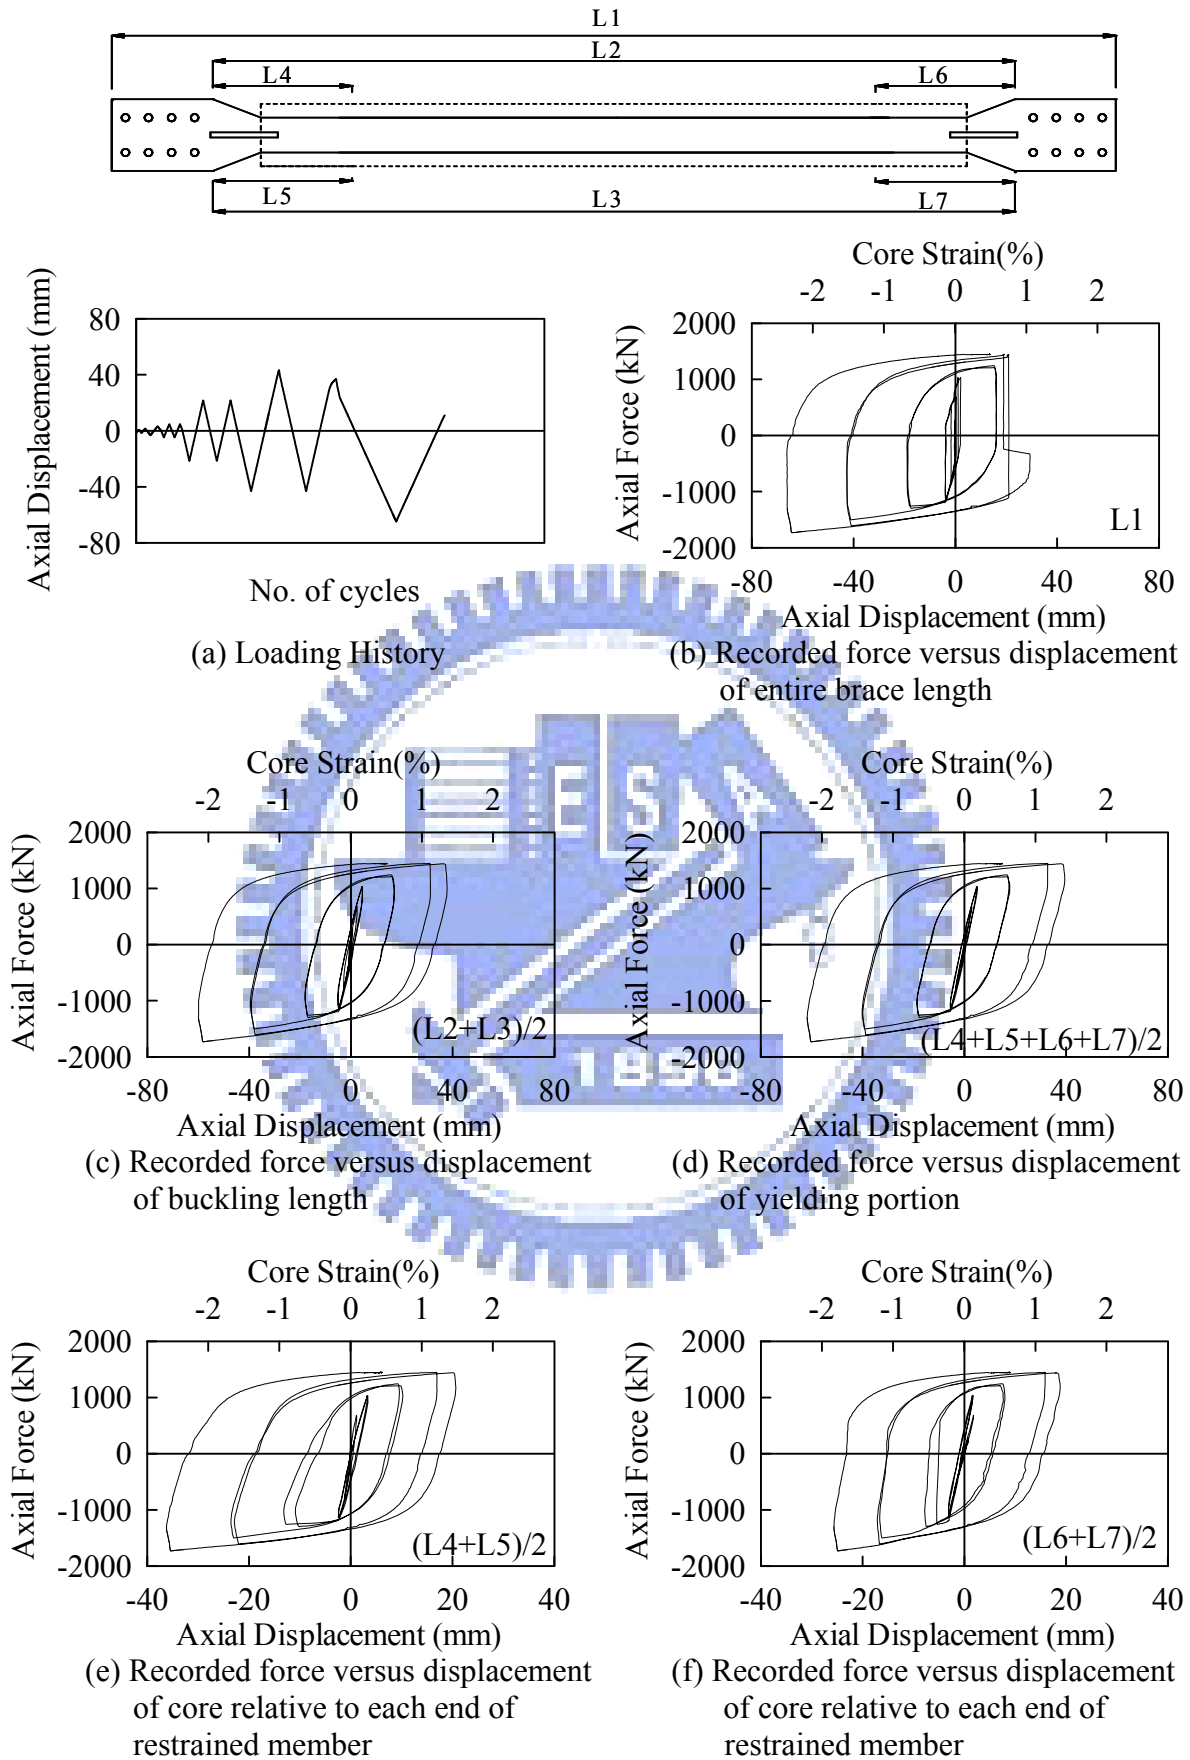 L1
L2
L4 L6
L5 L3 L7
Core Strain(%)
-2 -1 0 1 2
Axial Displacement (mm)
80
40
0
-40
-80
No. of cycles
(a) Loading History
Axial Force (kN)
2000
1000
0
-1000
-2000
L1
-80 -40 0 40 80
Axial Displacement (mm)
(b) Recorded force versus displacement
of entire brace length
Core Strain(%)
-2 -1 0 1 2
Axial Force (kN)
2000
1000
0
-1000
-2000
(L2+L3)/2
-80 -40 0 40 80
Axial Displacement (mm)
(c) Recorded force versus displacement
of buckling length
Core Strain(%)
-2 -1 0 1 2
Axial Force (kN)
2000
1000
0
-1000
-2000
(L4+L5+L6+L7)/2
-80 -40 0 40 80
Axial Displacement (mm)
(d) Recorded force versus displacement
of yielding portion
ESA
1896
Core Strain(%)
-2 -1 0 1 2
Axial Force (kN)
2000
1000
0
-1000
-2000
(L4+L5)/2
-40 -20 0 20 40
Axial Displacement (mm)
(e) Recorded force versus displacement
of core relative to each end of
restrained member
Core Strain(%)
-2 -1 0 1 2
Axial Force (kN)
2000
1000
0
-1000
-2000
(L6+L7)/2
-40 -20 0 20 40
Axial Displacement (mm)
(f) Recorded force versus displacement
of core relative to each end of
restrained member